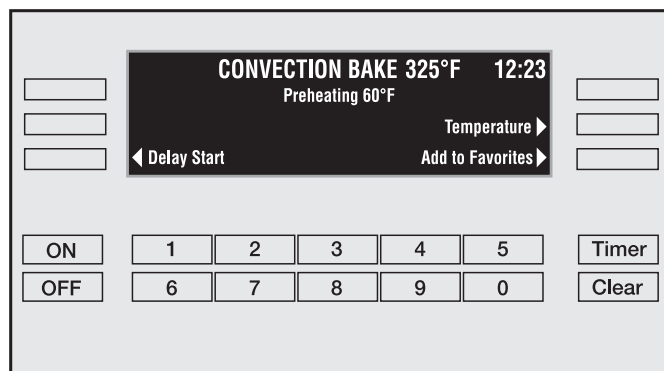 CONVECTION BAKE 325°F 12:23
Preheating 60°F
Temperature
Delay Start Add to Favorites
ON 1 2 3 4 5 Timer
OFF 6 7 8 9 0 Clear